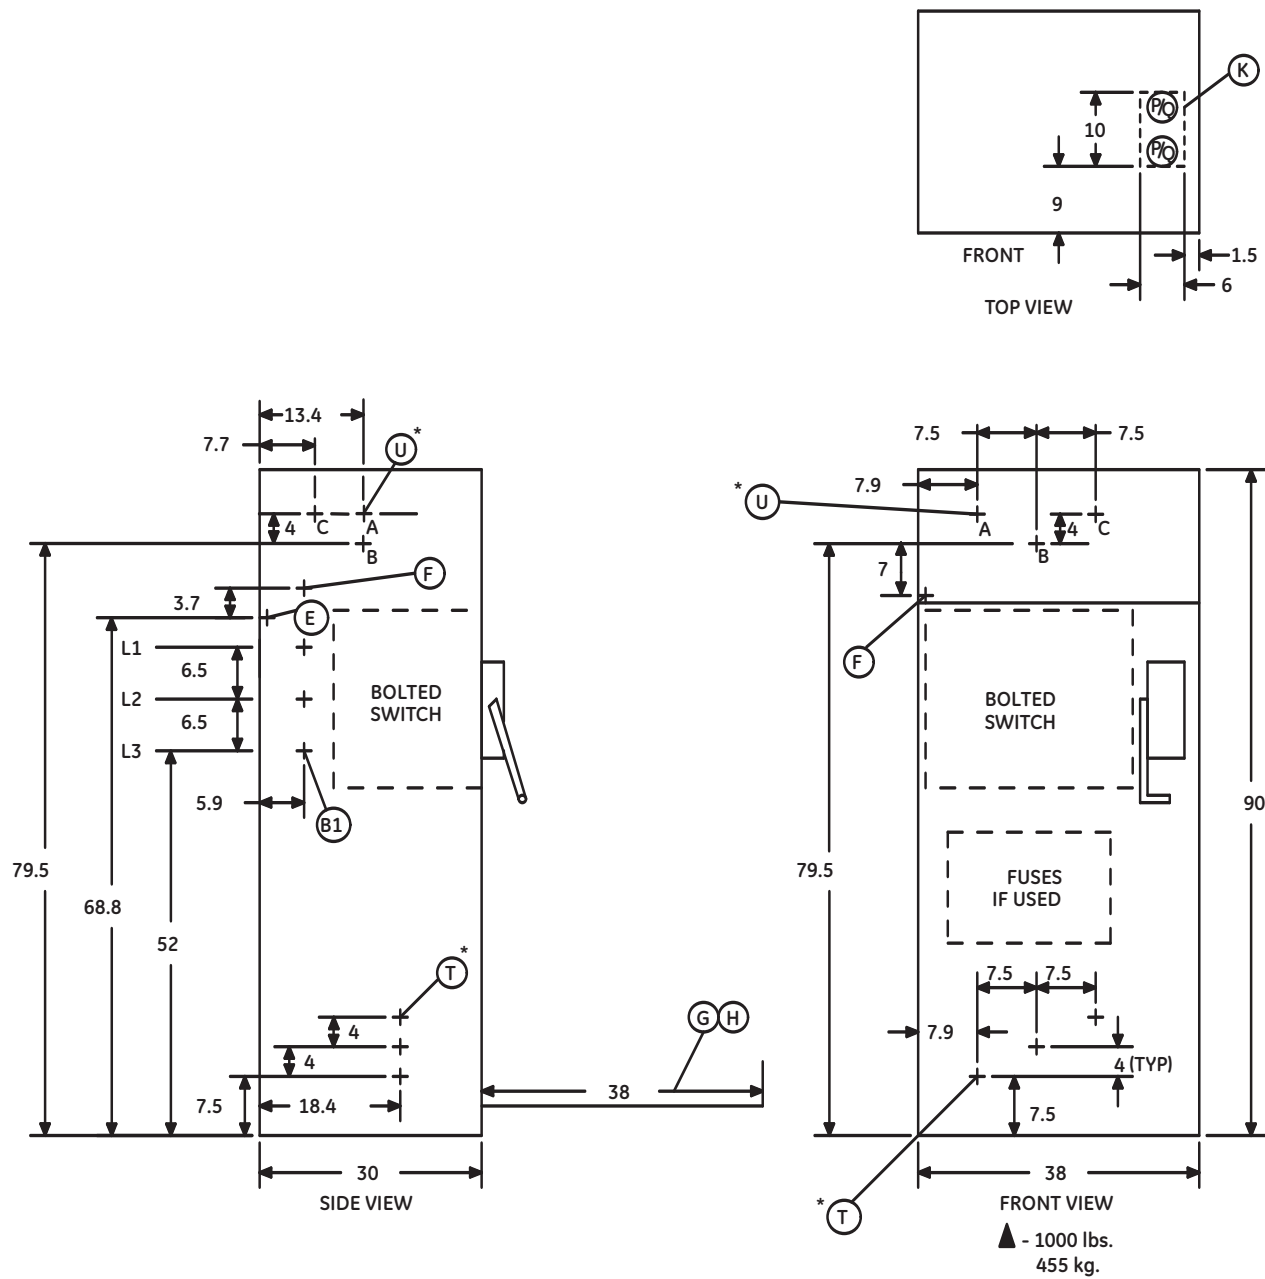 K
P/Q
10
P/Q
9
FRONT
1.5
6
TOP VIEW
13.4
7.7
U*
4
C
A
B
F
3.7
E
L1
6.5
L2
6.5
L3
BOLTED
SWITCH
5.9
B1
79.5
68.8
52
T*
4
4
7.5
18.4
G H
38
30
SIDE VIEW
7.5
7.5
7.9
*U
A
4
C
B
7
F
BOLTED
SWITCH
90
79.5
FUSES
IF USED
7.5
7.5
7.9
4 (TYP)
7.5
38
*T
FRONT VIEW
▲ - 1000 lbs.
455 kg.